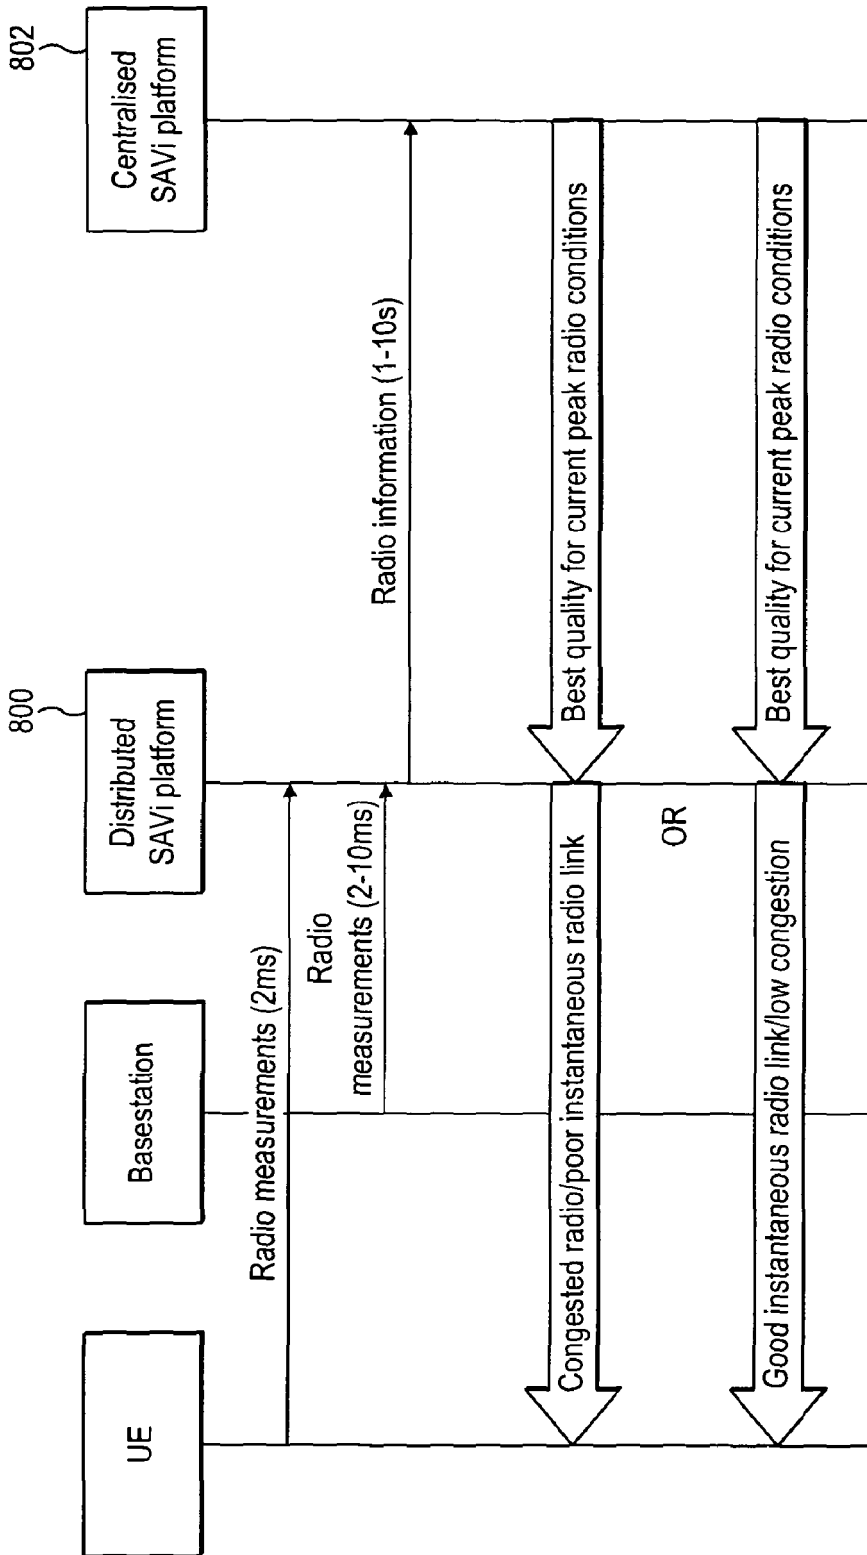 UE
Basestation
Distributed
SAVi platform
800
Centralised
SAVi platform
802
Radio measurements (2ms)
Radio
measurements (2-10ms)
Radio information (1-10s)
Congested radio/poor instantaneous radio link
Best quality for current peak radio conditions
OR
Good instantaneous radio link/low congestion
Best quality for current peak radio conditions